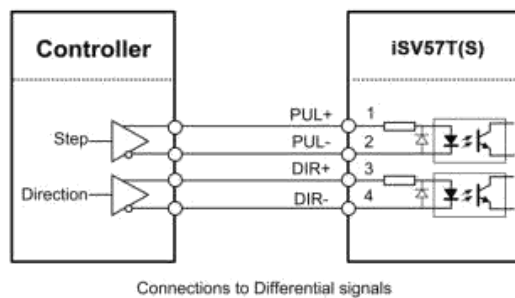 Controller
iSV57T(S)
PUL+ 1
Step
PUL- 2
DIR+ 3
Direction
DIR- 4
Connections to Differential signals